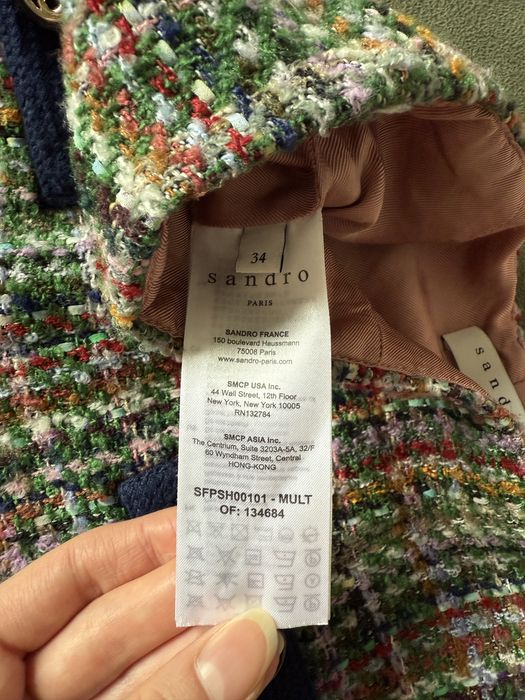 34
sandro
PARIS
SANDRO FRANCE
150 boulevard Haussmann
75008 Paris
www.sandro-paris.com
SMCP USA Inc.
44 Wall Street, 12th Floor
New York, New York 10005
RN132784
SMCP ASIA Inc.
The Centrium, Suite 3203A-5A, 32/F
60 Wyndham Street, Central
HONG-KONG
SFPSH00101 - MULT
OF: 134684
sand